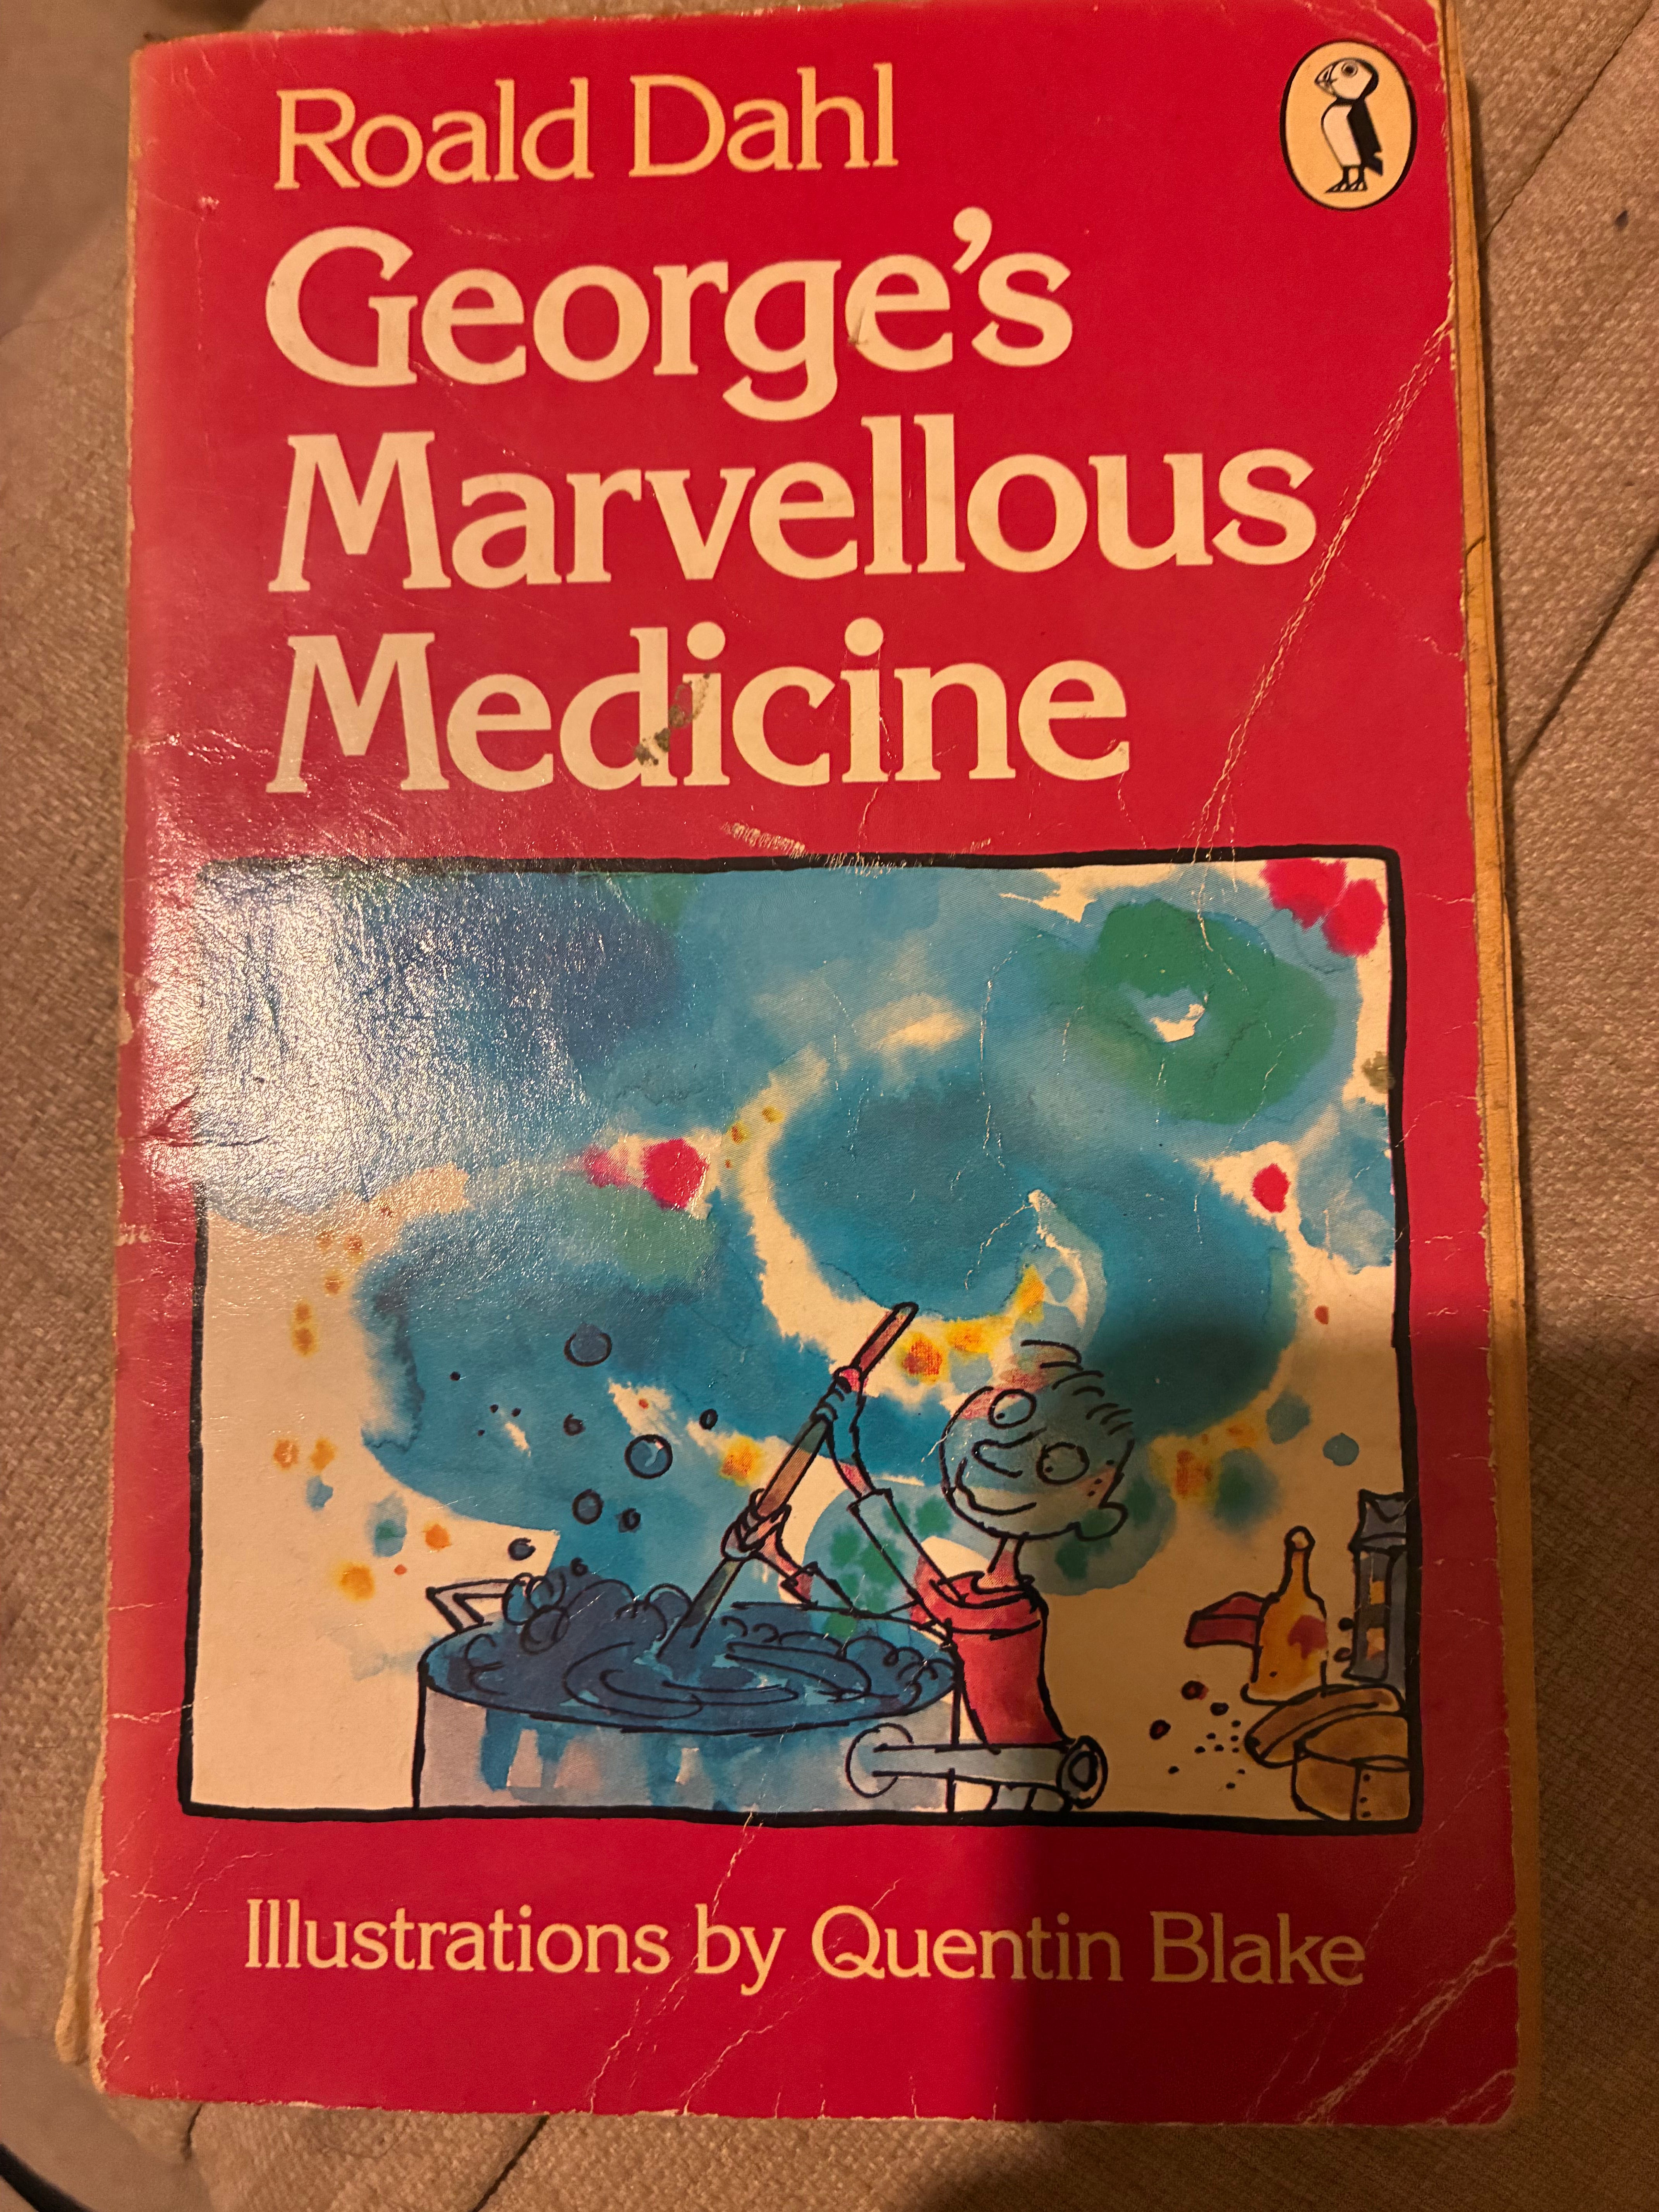 Roald Dahl
George's
Marvellous
Medicine
Illustrations by Quentin Blake